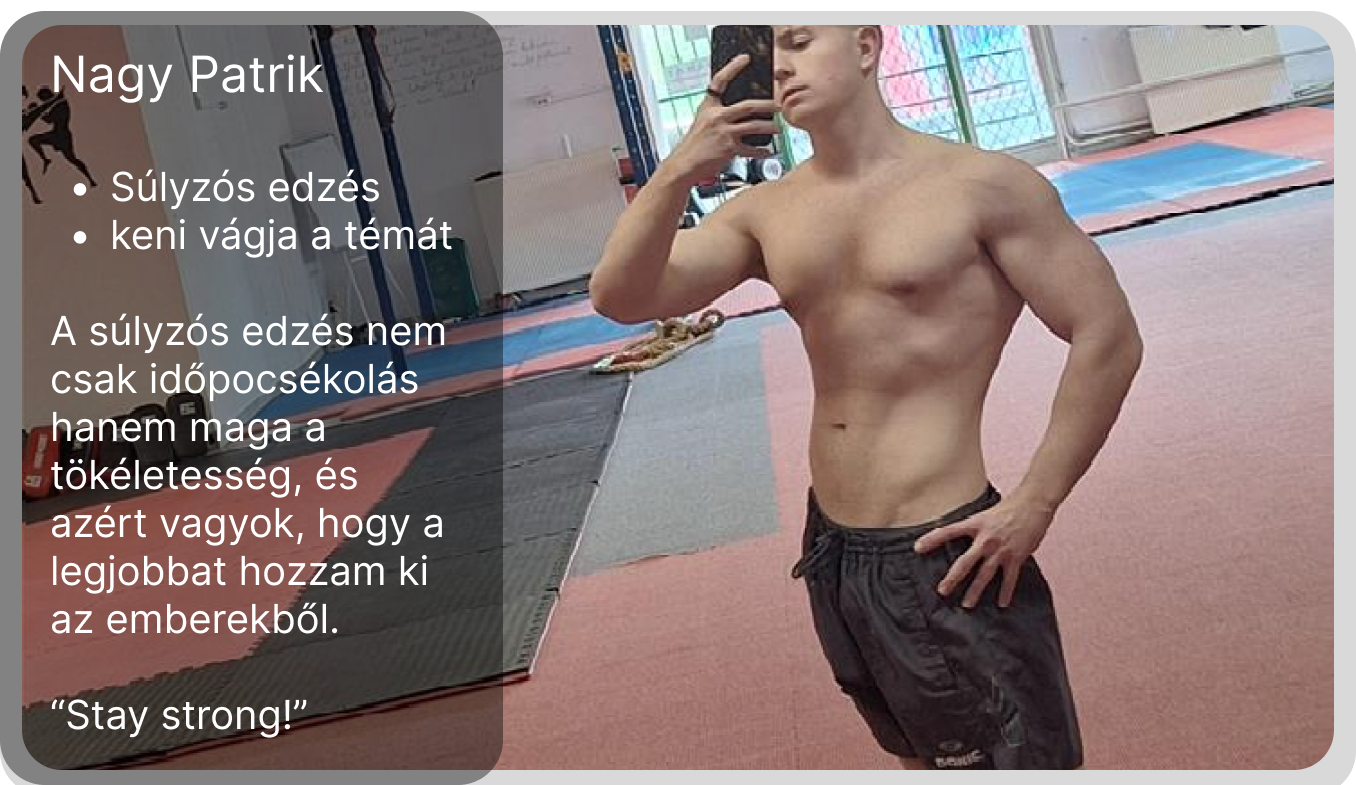 Nagy Patrik
• Súlyzós edzés
• keni vágja a témát
A súlyzós edzés nem
csak időpocsékolás
hanem maga a
tökéletesség, és
azért vagyok, hogy a
legjobbat hozzam ki
az emberekből.
“Stay strong!”